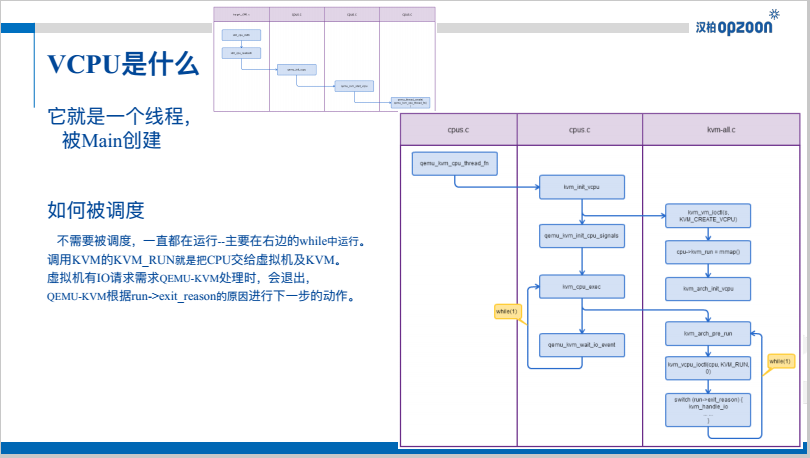 汉柏opzoon
VCPU是什么
它就是一个线程，
被Main创建
如何被调度
不需要被调度，一直都在运行--主要在右边的while中运行。
调用KVM的KVM_RUN就是把CPU交给虚拟机及KVM。
虚拟机有IO请求需求QEMU-KVM处理时，会退出，
QEMU-KVM根据run->exit_reason的原因进行下一步的动作。
cpus.c
cpus.c
kvm-all.c
qemu_kvm_cpu_thread_fn
kvm_init_vcpu
kvm_vm_ioctl(s,
KVM_CREATE_VCPU)
qemu_kvm_init_cpu_signals
cpu->kvm_run = mmap()
kvm_cpu_exec
kvm_arch_init_vcpu
while(1)
kvm_arch_pre_run
qemu_kvm_wait_io_event
kvm_vcpu_ioctl(cpu, KVM_RUN,
0)
while(1)
switch (run->exit_reason) {
kvm_handle_io
... ...
}